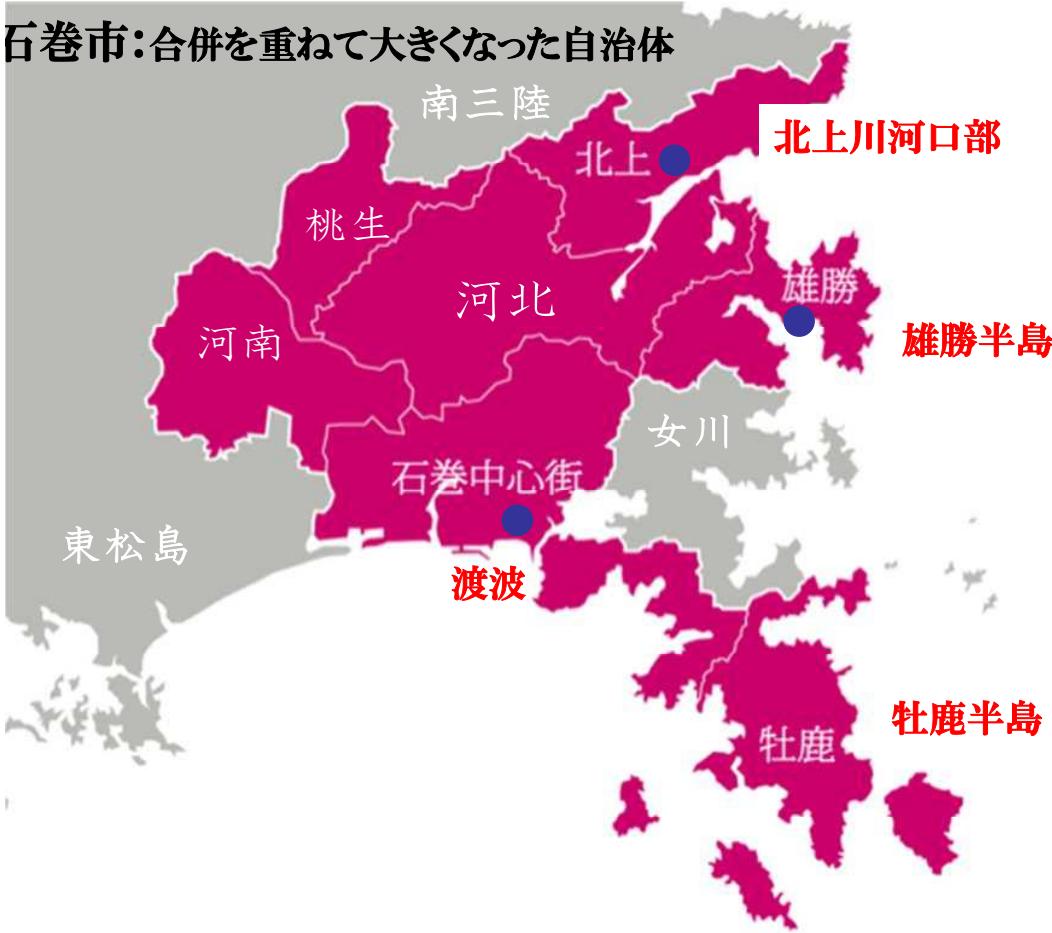 石巻市：合併を重ねて大きくなった自治体
南三陸
北上川河口部
北上
桃生
雄勝
河北
河南
雄勝半島
女川
石巻中心街
東松島
渡波
牡鹿半島
牡鹿